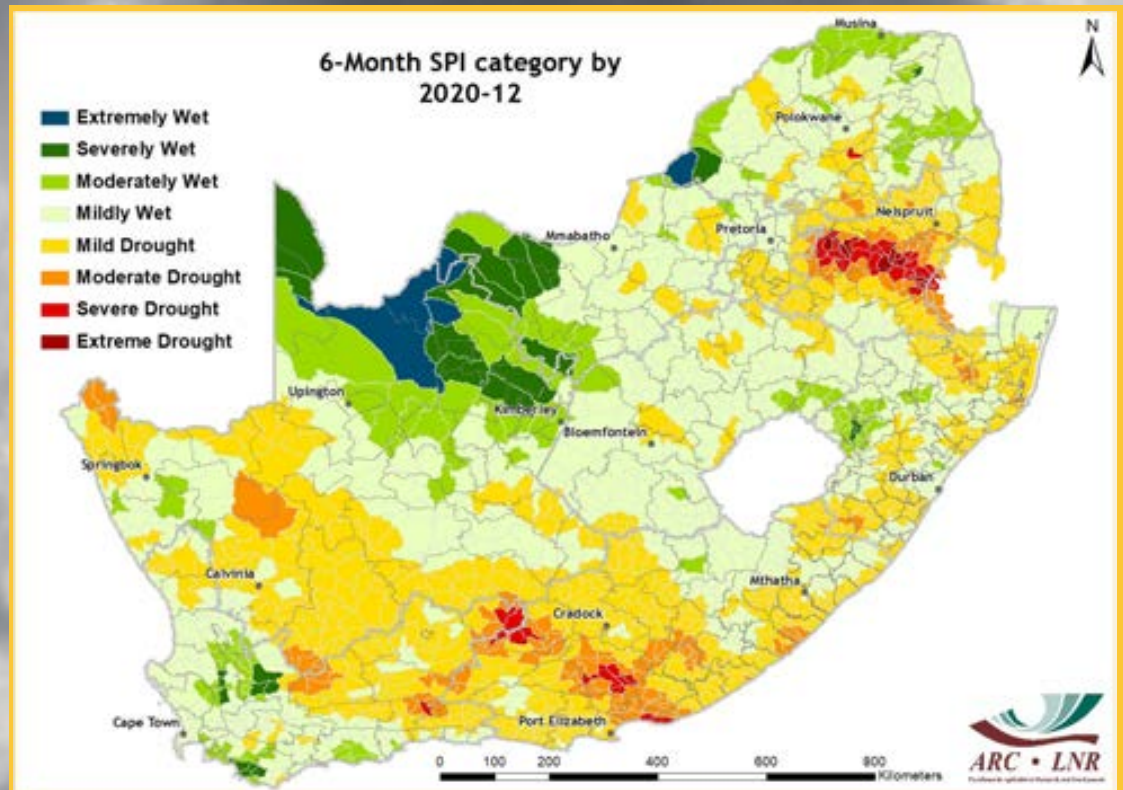 6-Month SPI category by
2020-12
N
Extremely Wet
Severely Wet
Moderately Wet
Mildly Wet
Mild Drought
Moderate Drought
Severe Drought
Extreme Drought
Musina
Polokwane
Nelspruit
Pretoria
Mmabatho
Upington
Kimberley
Bloemfontein
Springbok
Durban
Calvinia
Mthatha
Cradock
Cape Town
Port Elizabeth
0 100 200 400 600 800
Kilometers
ARC • LNR